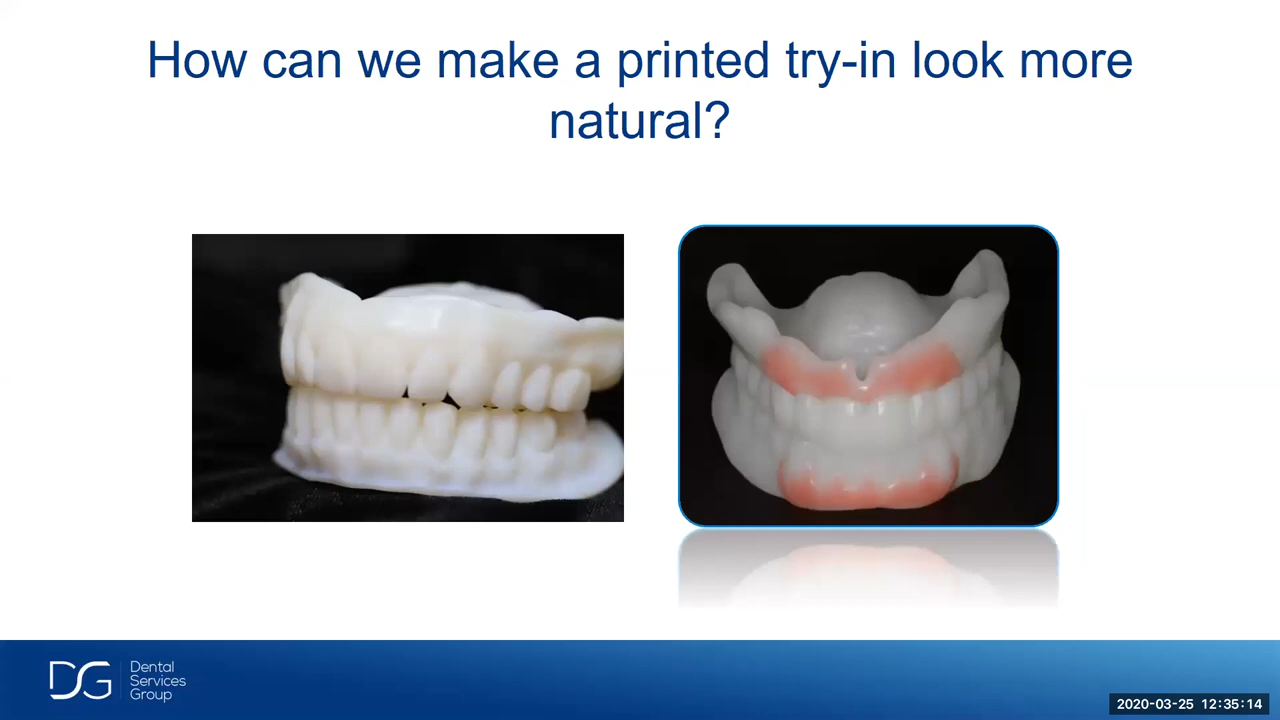 How can we make a printed try-in look more
natural?
DG
Dental
Services
Group
2020-03-25 12:35:14